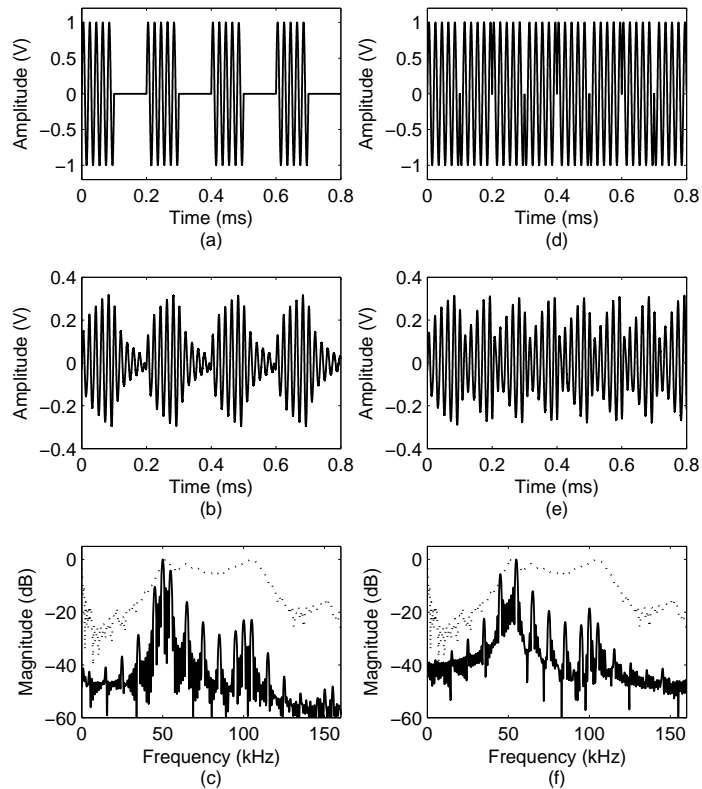 1
0.5
0
−0.5
−1
Amplitude (V)
0 0.2 0.4 0.6 0.8
Time (ms)
(a)
1
0.5
0
−0.5
−1
Amplitude (V)
0 0.2 0.4 0.6 0.8
Time (ms)
(d)
0.4
0.2
0
−0.2
−0.4
Amplitude (V)
0 0.2 0.4 0.6 0.8
Time (ms)
(b)
0.4
0.2
0
−0.2
−0.4
Amplitude (V)
0 0.2 0.4 0.6 0.8
Time (ms)
(e)
0
−20
−40
−60
Magnitude (dB)
0 50 100 150
Frequency (kHz)
(c)
0
−20
−40
−60
Magnitude (dB)
0 50 100 150
Frequency (kHz)
(f)